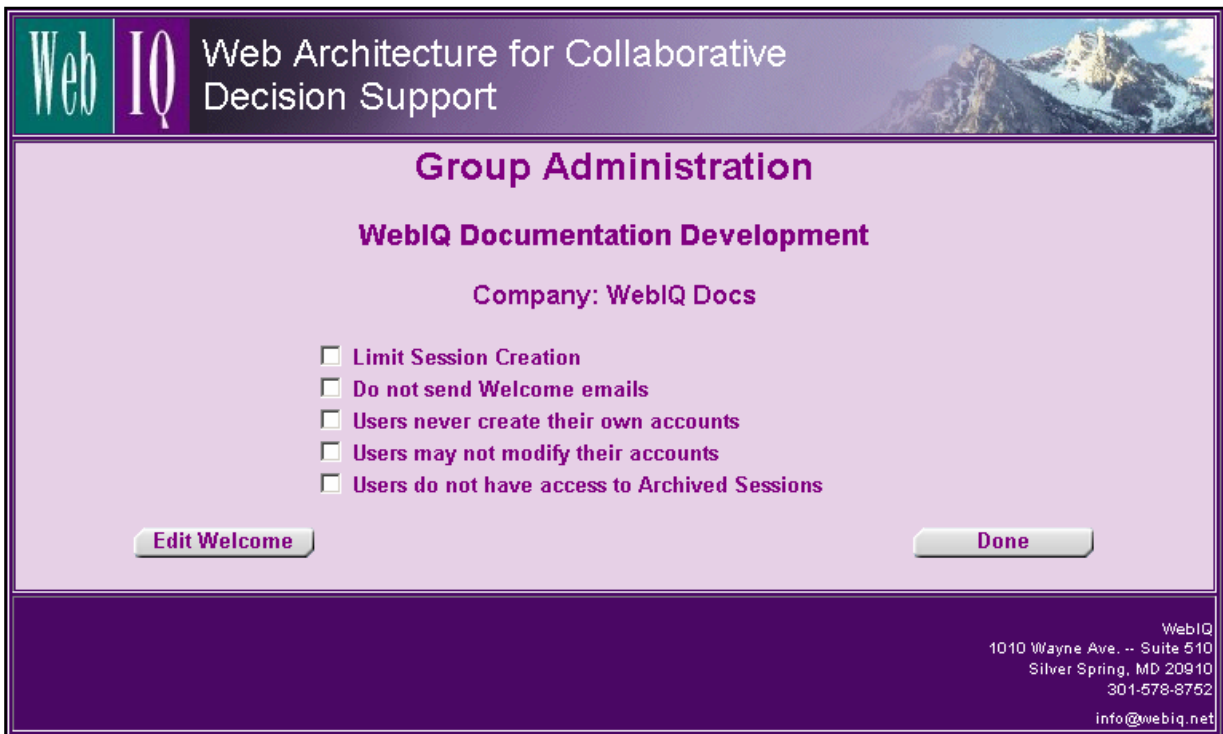 Web IQ
Web Architecture for Collaborative
Decision Support
Group Administration
WebIQ Documentation Development
Company: WebIQ Docs
Limit Session Creation
Do not send Welcome emails
Users never create their own accounts
Users may not modify their accounts
Users do not have access to Archived Sessions
Edit Welcome
Done
WebIQ
1010 Wayne Ave. -- Suite 510
Silver Spring, MD 20910
301-578-8752
info@webiq.net